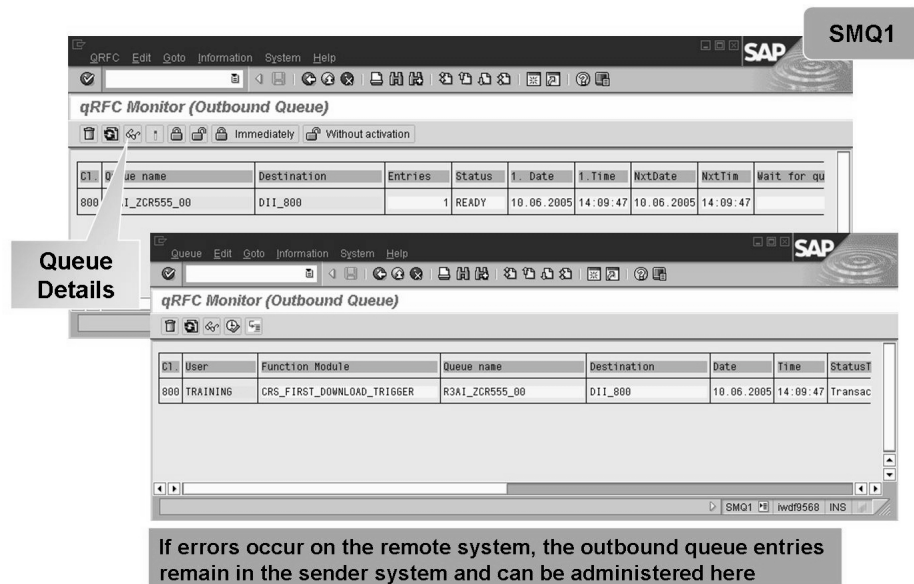 SMQ1
QRFC Edit Goto Information System Help
SAP
qRFC Monitor (Outbound Queue)
Immediately Without activation
Cl. Queue name Destination Entries Status 1. Date 1.Time NxtDate NxtTim Wait for qu
800 AI_ZCR555_00 DII_800 1 READY 10.06.2005 14:09:47 10.06.2005 14:09:47
Queue
Details
Queue Edit Goto Information System Help
SAP
qRFC Monitor (Outbound Queue)
Cl. User Function Module Queue name Destination Date Time StatusT
800 TRAINING CRS_FIRST_DOWNLOAD_TRIGGER R3AI_ZCR555_00 DII_800 10.06.2005 14:09:47 Transac
SMQ1 iwdf9568 INS
If errors occur on the remote system, the outbound queue entries
remain in the sender system and can be administered here